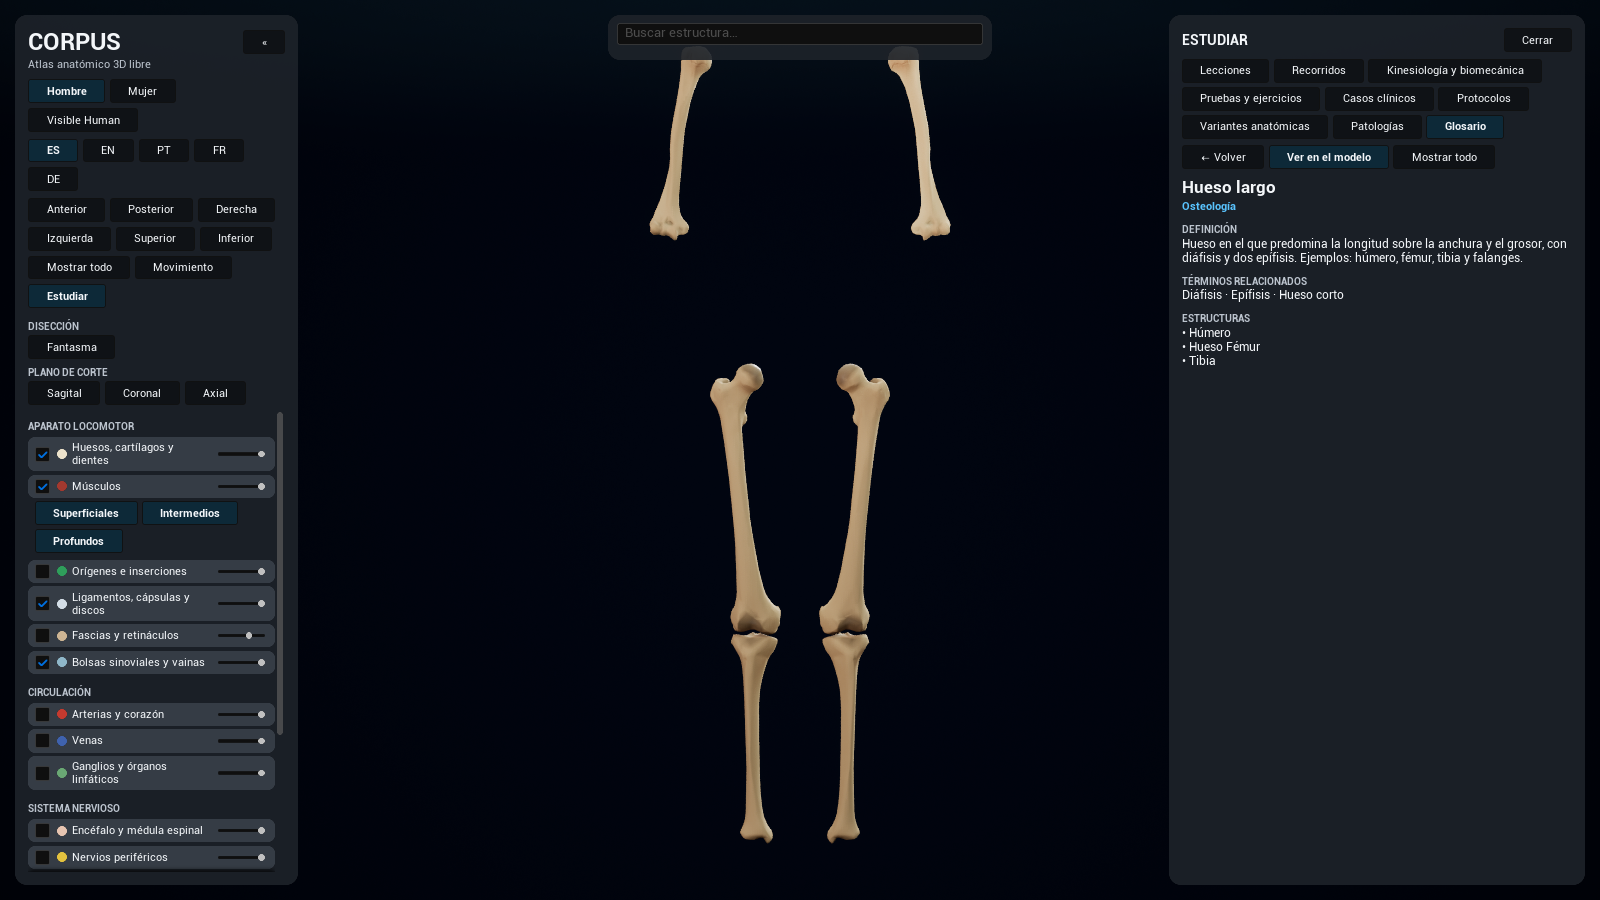 CORPUS
«
Atlas anatómico 3D libre
Hombre
Mujer
Visible Human
ES
EN
PT
FR
DE
Anterior
Posterior
Derecha
Izquierda
Superior
Inferior
Mostrar todo
Movimiento
Estudiar
DISECCIÓN
Fantasma
PLANO DE CORTE
Sagital
Coronal
Axial
APARATO LOCOMOTOR
Huesos, cartílagos y
dientes
Músculos
Superficiales
Intermedios
Profundos
Orígenes e inserciones
Ligamentos, cápsulas y
discos
Fascias y retináculos
Bolsas sinoviales y vainas
CIRCULACIÓN
Arterias y corazón
Venas
Ganglios y órganos
linfáticos
SISTEMA NERVIOSO
Encéfalo y médula espinal
Nervios periféricos
Buscar estructura...
ESTUDIAR
Cerrar
Lecciones
Recorridos
Kinesiología y biomecánica
Pruebas y ejercicios
Casos clínicos
Protocolos
Variantes anatómicas
Patologías
Glosario
← Volver
Ver en el modelo
Mostrar todo
Hueso largo
Osteología
DEFINICIÓN
Hueso en el que predomina la longitud sobre la anchura y el grosor, con
diáfisis y dos epífisis. Ejemplos: húmero, fémur, tibia y falanges.
TÉRMINOS RELACIONADOS
Diáfisis · Epífisis · Hueso corto
ESTRUCTURAS
• Húmero
• Hueso Fémur
• Tibia